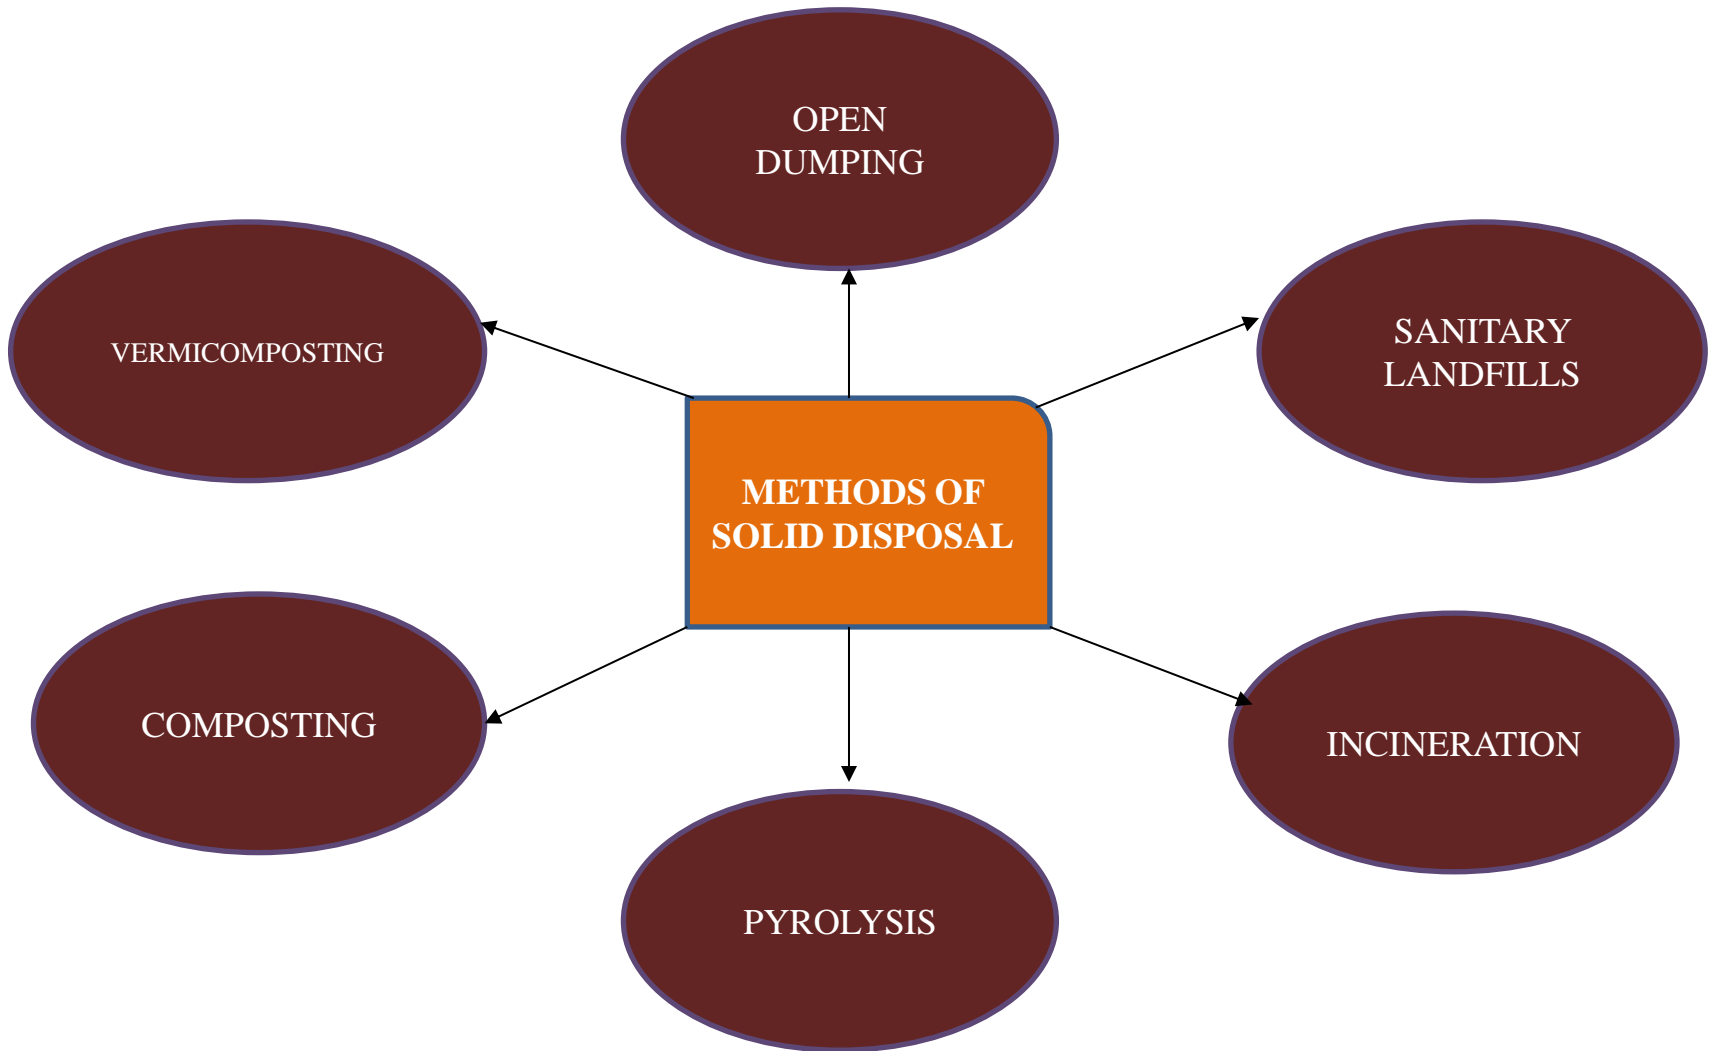 OPEN
DUMPING
VERMICOMPOSTING
SANITARY
LANDFILLS
METHODS OF
SOLID DISPOSAL
COMPOSTING
INCINERATION
PYROLYSIS